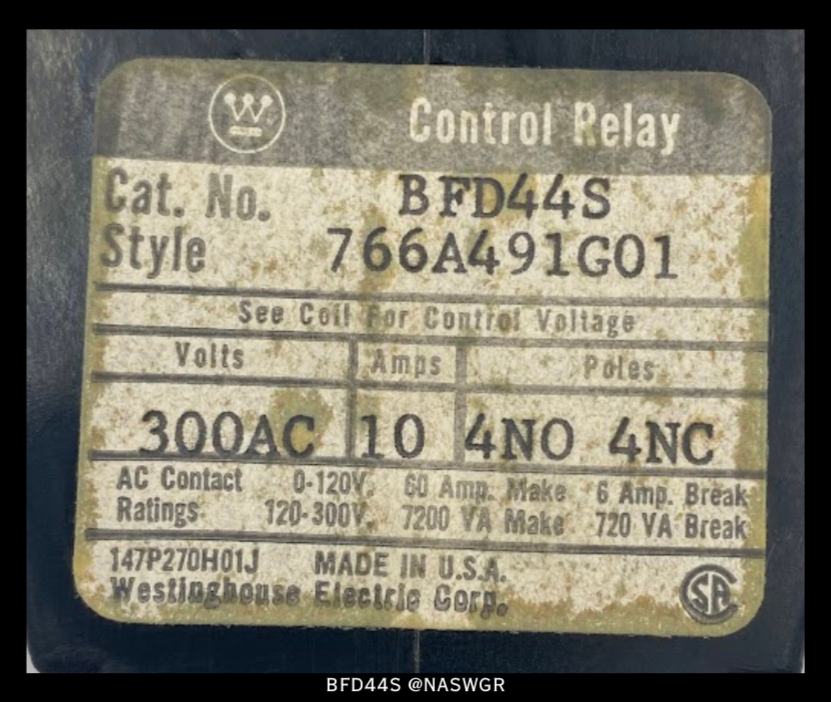 W
Control Relay
Cat. No. BFD44S
Style 766A491G01
See Coil For Control Voltage
Volts Amps Poles
300AC 10 4NO 4NC
AC Contact 0-120V. 60 Amp. Make 6 Amp. Break
Ratings 120-300V. 7200 VA Make 720 VA Break
147P270H01J MADE IN U.S.A.
Westinghouse Electric Corp.
SA
BFD44S @NASWGR